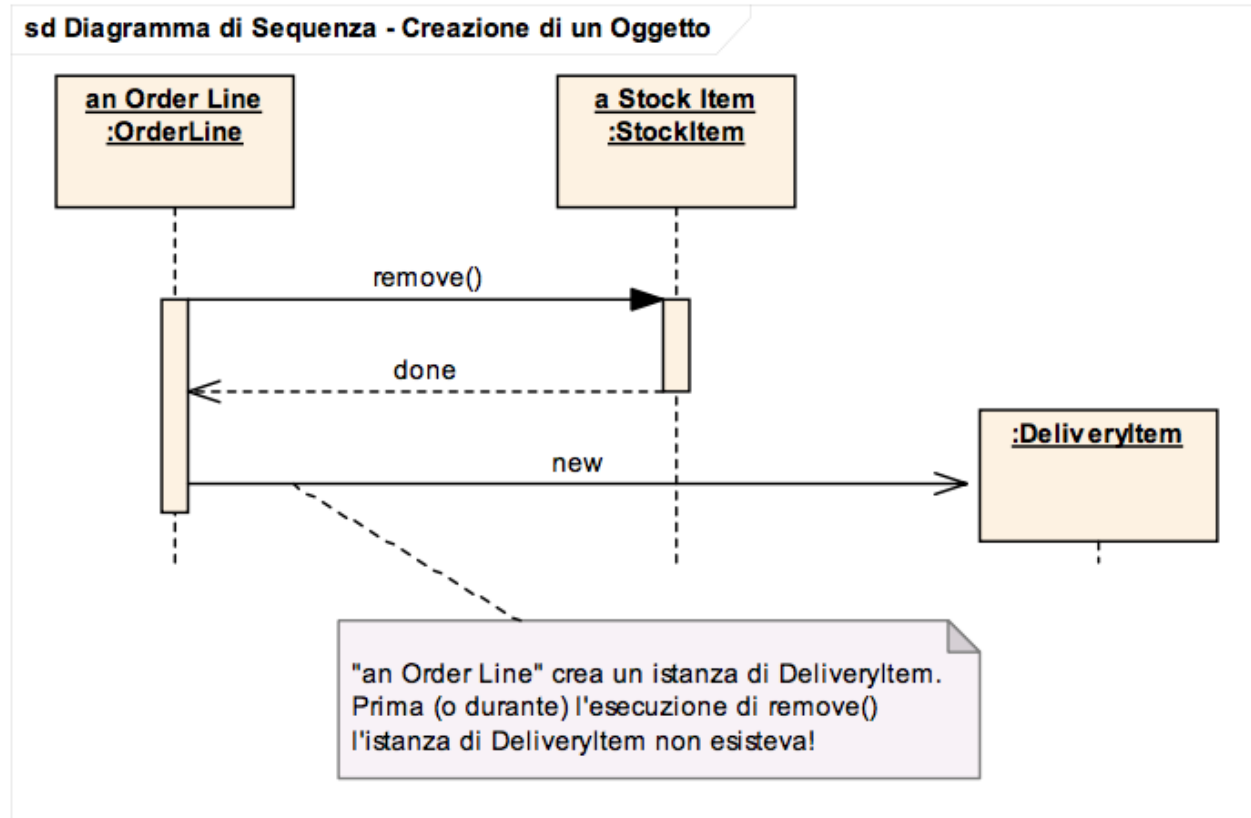 sd Diagramma di Sequenza - Creazione di un Oggetto
an Order Line
:OrderLine
a Stock Item
:StockItem
remove()
done
:DeliveryItem
new
"an Order Line" crea un istanza di DeliveryItem.
Prima (o durante) l'esecuzione di remove()
l'istanza di DeliveryItem non esisteva!